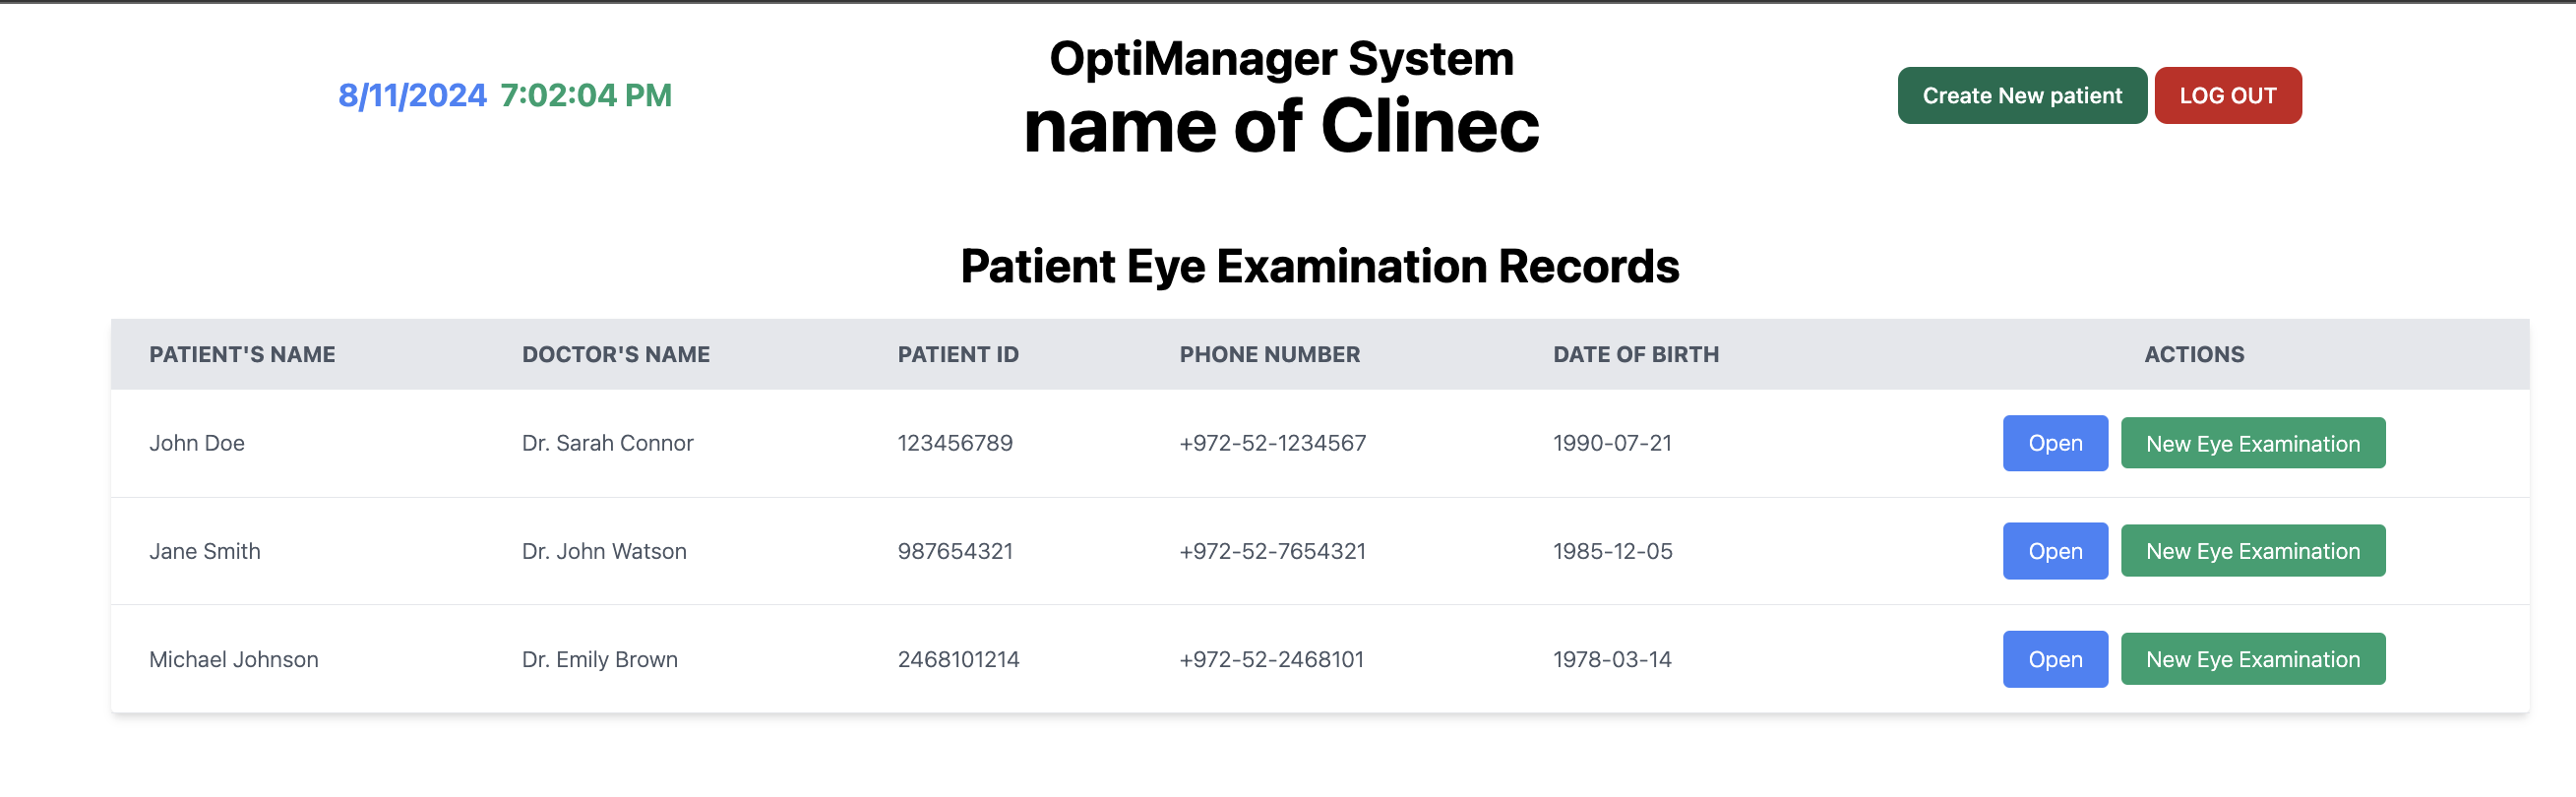 8/11/2024 7:02:04 PM
OptiManager System
name of Clinec
Create New patient LOG OUT
Patient Eye Examination Records
PATIENT'S NAME DOCTOR'S NAME PATIENT ID PHONE NUMBER DATE OF BIRTH ACTIONS
John Doe Dr. Sarah Connor 123456789 +972-52-1234567 1990-07-21 Open New Eye Examination
Jane Smith Dr. John Watson 987654321 +972-52-7654321 1985-12-05 Open New Eye Examination
Michael Johnson Dr. Emily Brown 2468101214 +972-52-2468101 1978-03-14 Open New Eye Examination